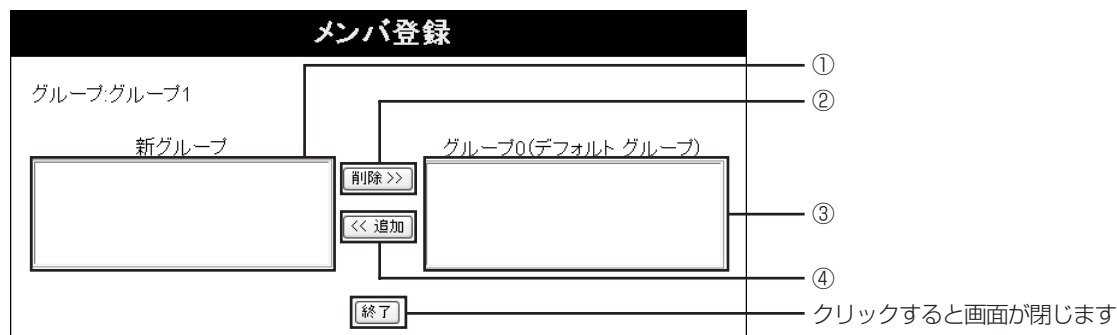 メンバ登録
①
グループ:グループ1
②
新グループ
グループ0(デフォルト グループ)
削除 >>
<< 追加
③
④
終了
クリックすると画面が閉じます